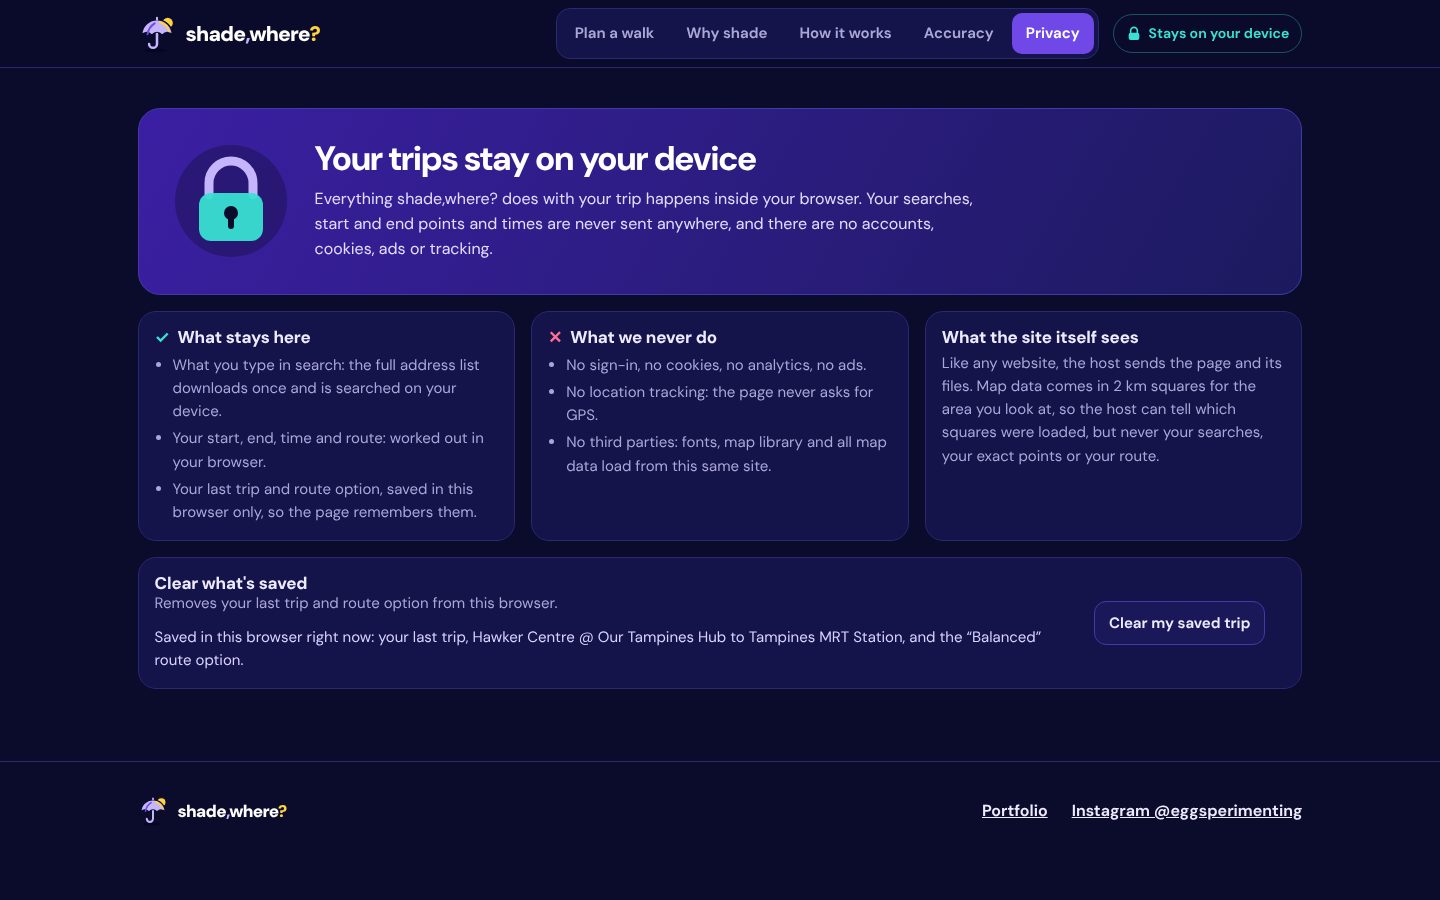 shade,where?
Plan a walk
Why shade
How it works
Accuracy
Privacy
Stays on your device
Your trips stay on your device
Everything shade,where? does with your trip happens inside your browser. Your searches,
start and end points and times are never sent anywhere, and there are no accounts,
cookies, ads or tracking.
What stays here
What you type in search: the full address list
downloads once and is searched on your
device.
Your start, end, time and route: worked out in
your browser.
Your last trip and route option, saved in this
browser only, so the page remembers them.
What we never do
No sign-in, no cookies, no analytics, no ads.
No location tracking: the page never asks for
GPS.
No third parties: fonts, map library and all map
data load from this same site.
What the site itself sees
Like any website, the host sends the page and its
files. Map data comes in 2 km squares for the
area you look at, so the host can tell which
squares were loaded, but never your searches,
your exact points or your route.
Clear what's saved
Removes your last trip and route option from this browser.
Saved in this browser right now: your last trip, Hawker Centre @ Our Tampines Hub to Tampines MRT Station, and the “Balanced”
route option.
Clear my saved trip
shade,where?
Portfolio
Instagram @eggsperimenting